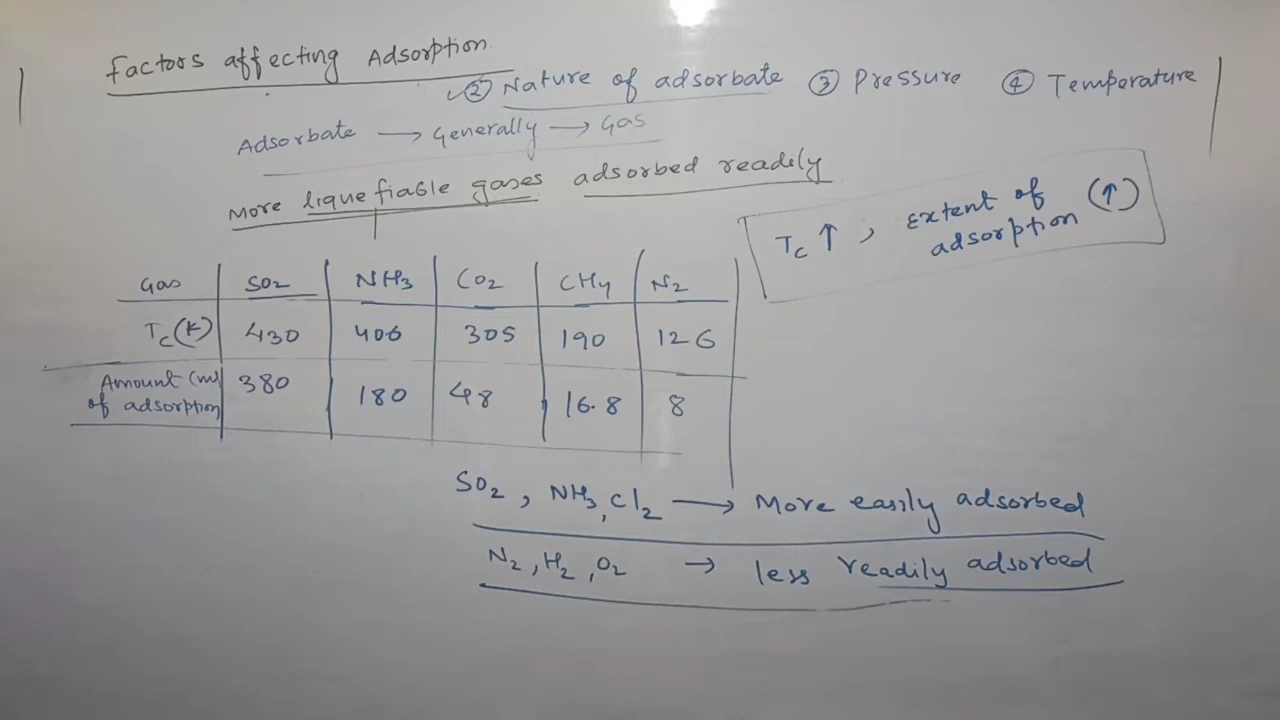 Factors affecting Adsorption
② Nature of adsorbate ③ Pressure ④ Temperature
Adsorbate → Generally → Gas
More liquefiable gases adsorbed readily
Tc ↑, extent of adsorption (↑)
Gas SO2 NH3 CO2 CH4 N2
Tc(K) 430 406 305 190 126
Amount (ml) of adsorption 380 180 48 16.8 8
SO2, NH3, Cl2 → More easily adsorbed
N2, H2, O2 → less readily adsorbed